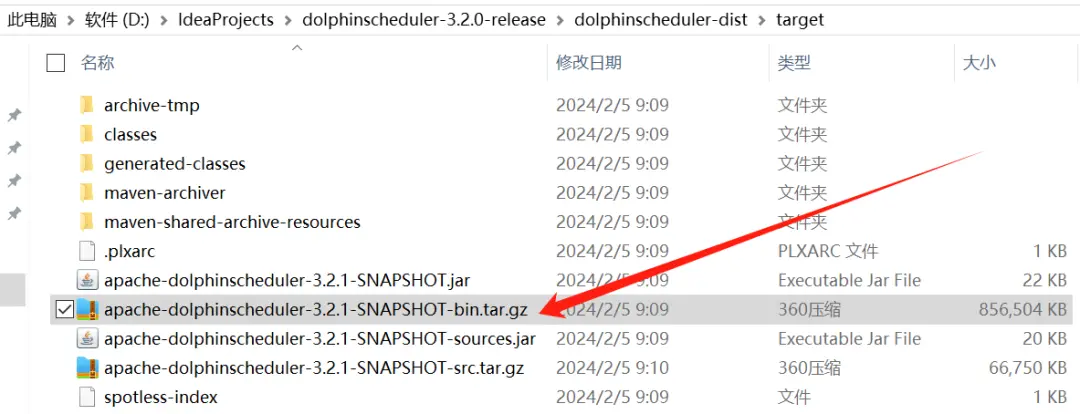 此电脑 > 软件 (D:) > IdeaProjects > dolphinscheduler-3.2.0-release > dolphinscheduler-dist > target
名称 修改日期 类型 大小
archive-tmp 2024/2/5 9:09 文件夹
classes 2024/2/5 9:09 文件夹
generated-classes 2024/2/5 9:09 文件夹
maven-archiver 2024/2/5 9:09 文件夹
maven-shared-archive-resources 2024/2/5 9:09 文件夹
.plxarc 2024/2/5 9:09 PLXARC 文件 1 KB
apache-dolphinscheduler-3.2.1-SNAPSHOT.jar 2024/2/5 9:09 Executable Jar File 22 KB
apache-dolphinscheduler-3.2.1-SNAPSHOT-bin.tar.gz 2024/2/5 9:09 360压缩 856,504 KB
apache-dolphinscheduler-3.2.1-SNAPSHOT-sources.jar 2024/2/5 9:09 Executable Jar File 20 KB
apache-dolphinscheduler-3.2.1-SNAPSHOT-src.tar.gz 2024/2/5 9:10 360压缩 66,750 KB
spotless-index 2024/2/5 9:09 文件 1 KB